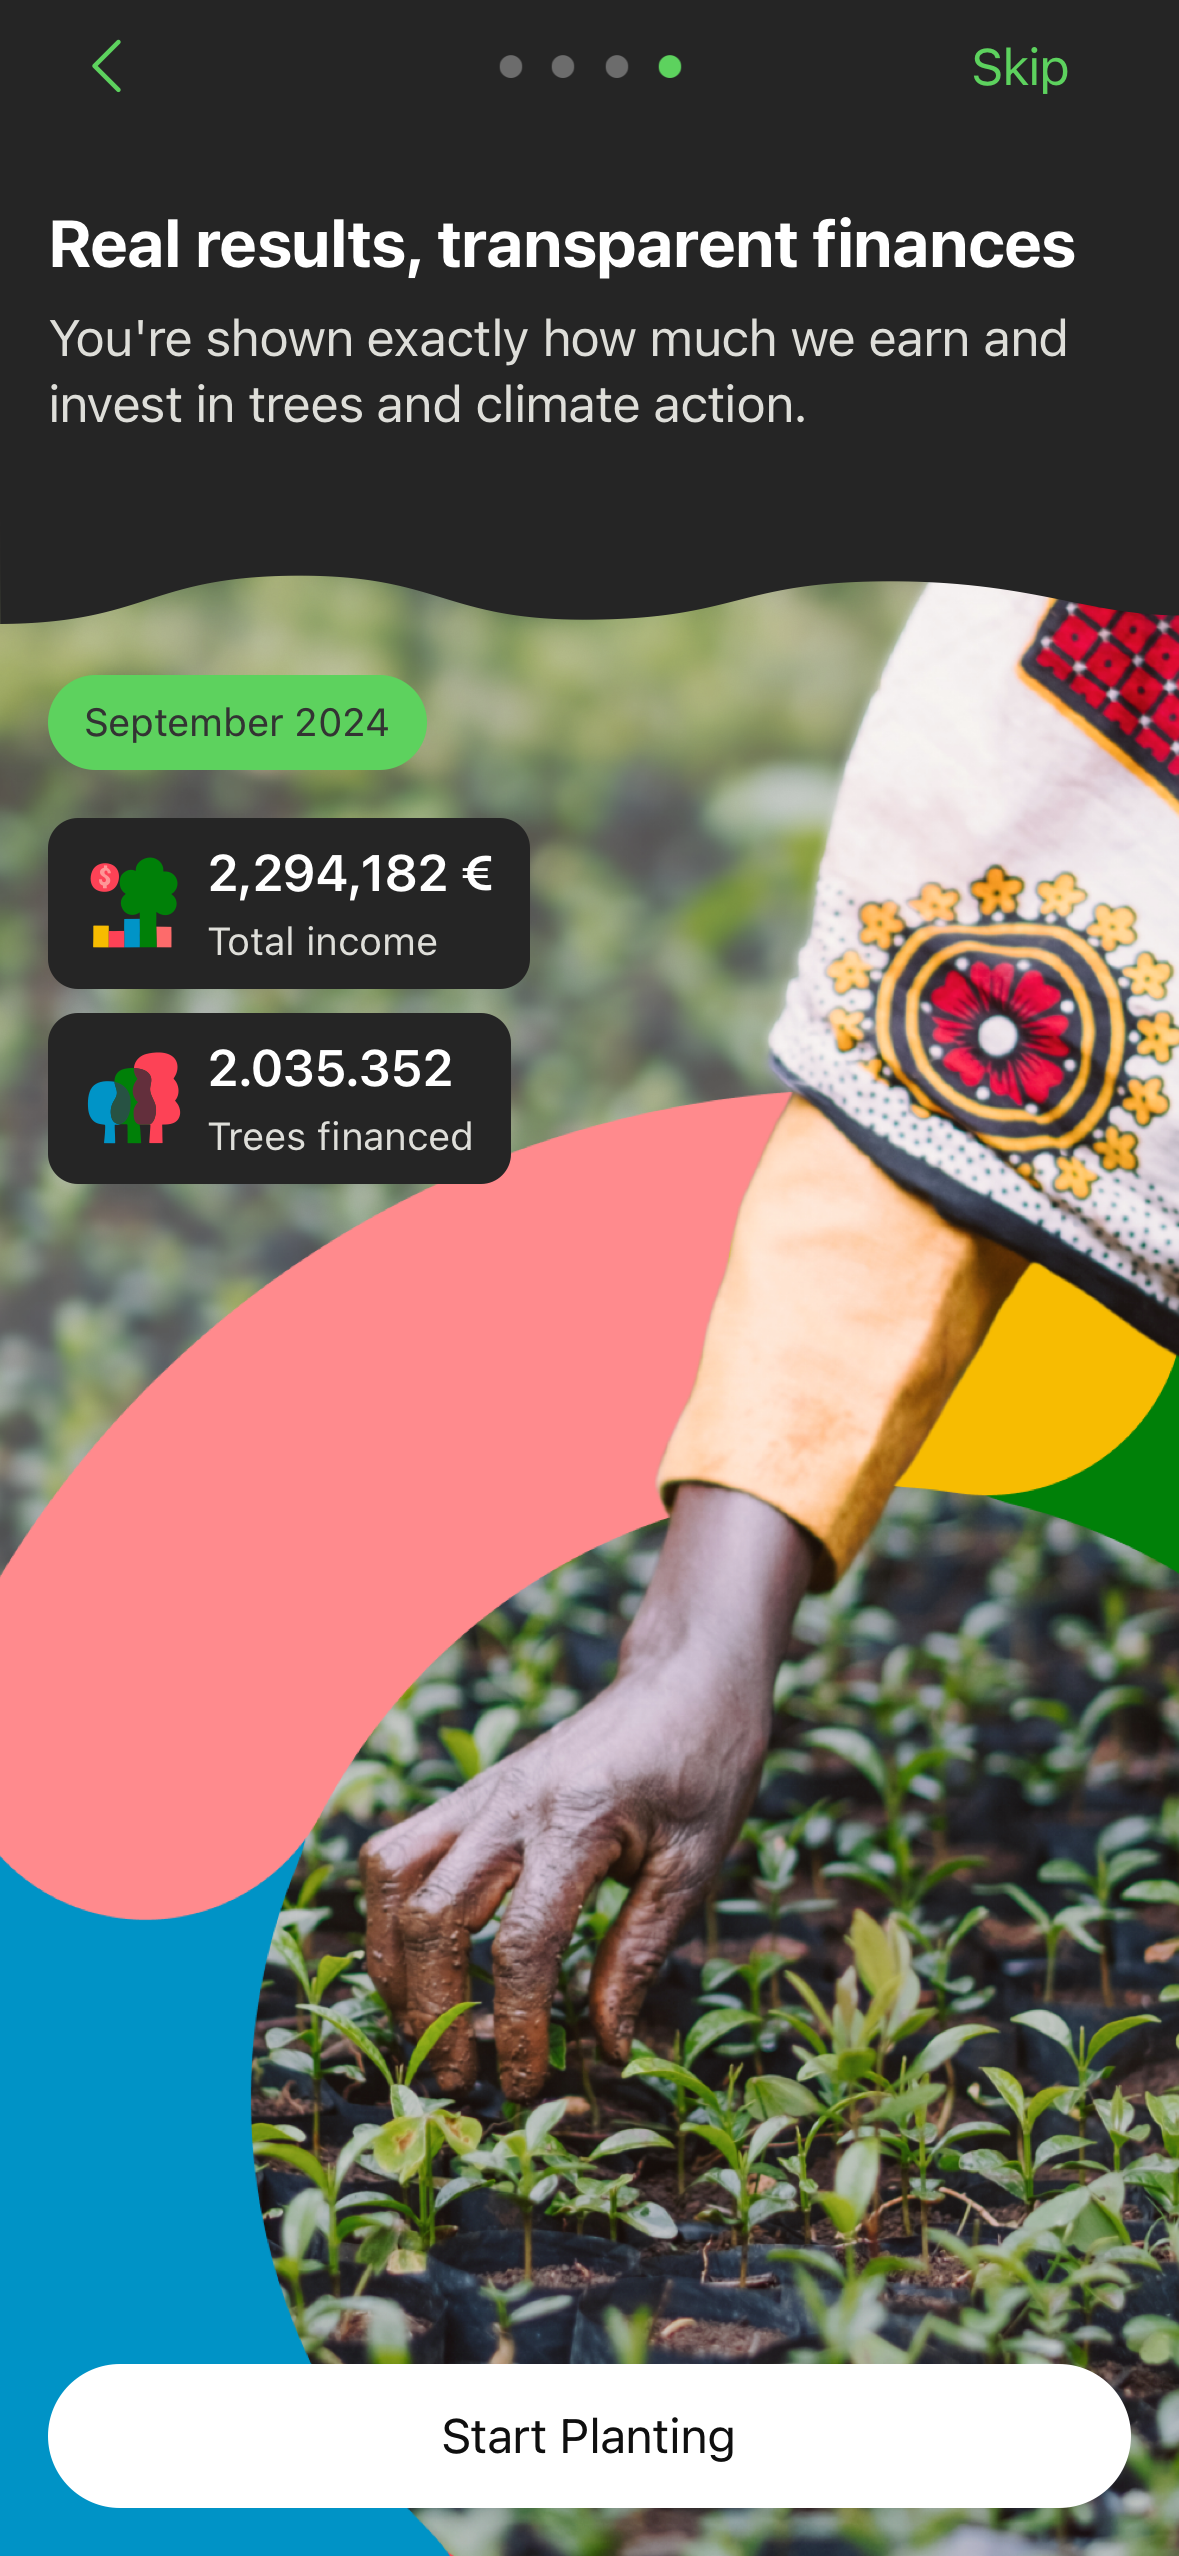 Skip
Real results, transparent finances
You're shown exactly how much we earn and
invest in trees and climate action.
September 2024
2,294,182 €
Total income
2.035.352
Trees financed
Start Planting